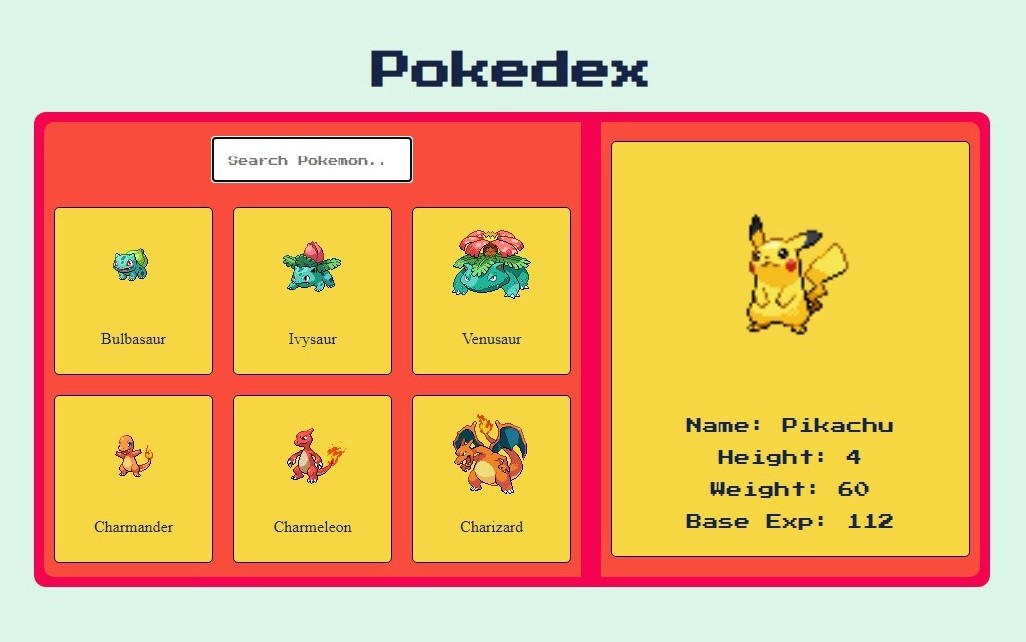 Pokedex
Search Pokemon..
Bulbasaur
Ivysaur
Venusaur
Charmander
Charmeleon
Charizard
Name: Pikachu
Height: 4
Weight: 60
Base Exp: 112